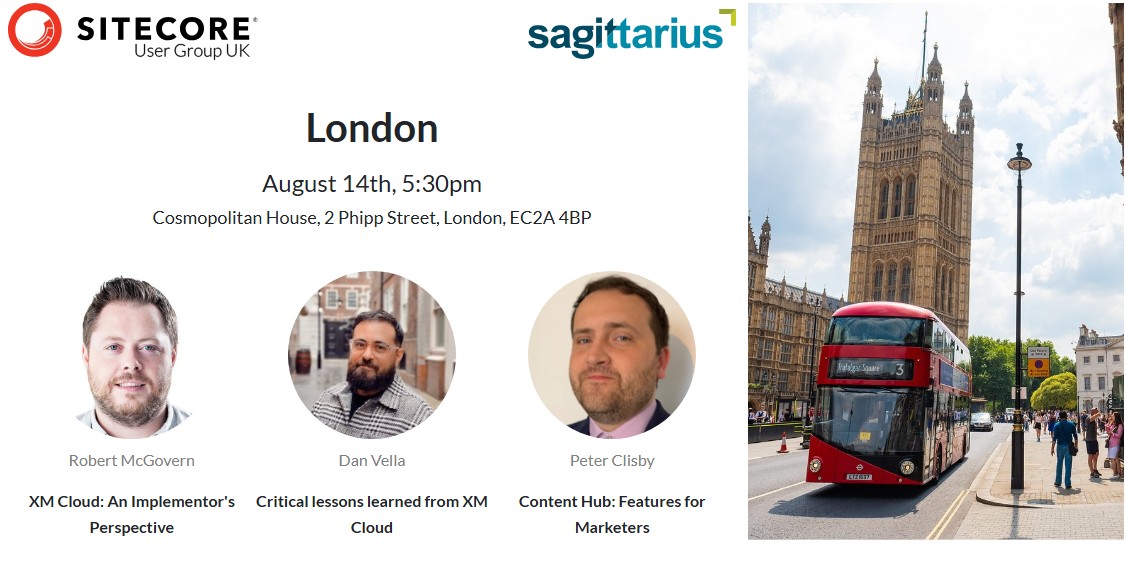 SITECORE
User Group UK
sagittarius
London
August 14th, 5:30pm
Cosmopolitan House, 2 Phipp Street, London, EC2A 4BP
Robert McGovern
Dan Vella
Peter Clisby
XM Cloud: An Implementor's
Perspective
Critical lessons learned from XM
Cloud
Content Hub: Features for
Marketers
Trafalgar Square
3